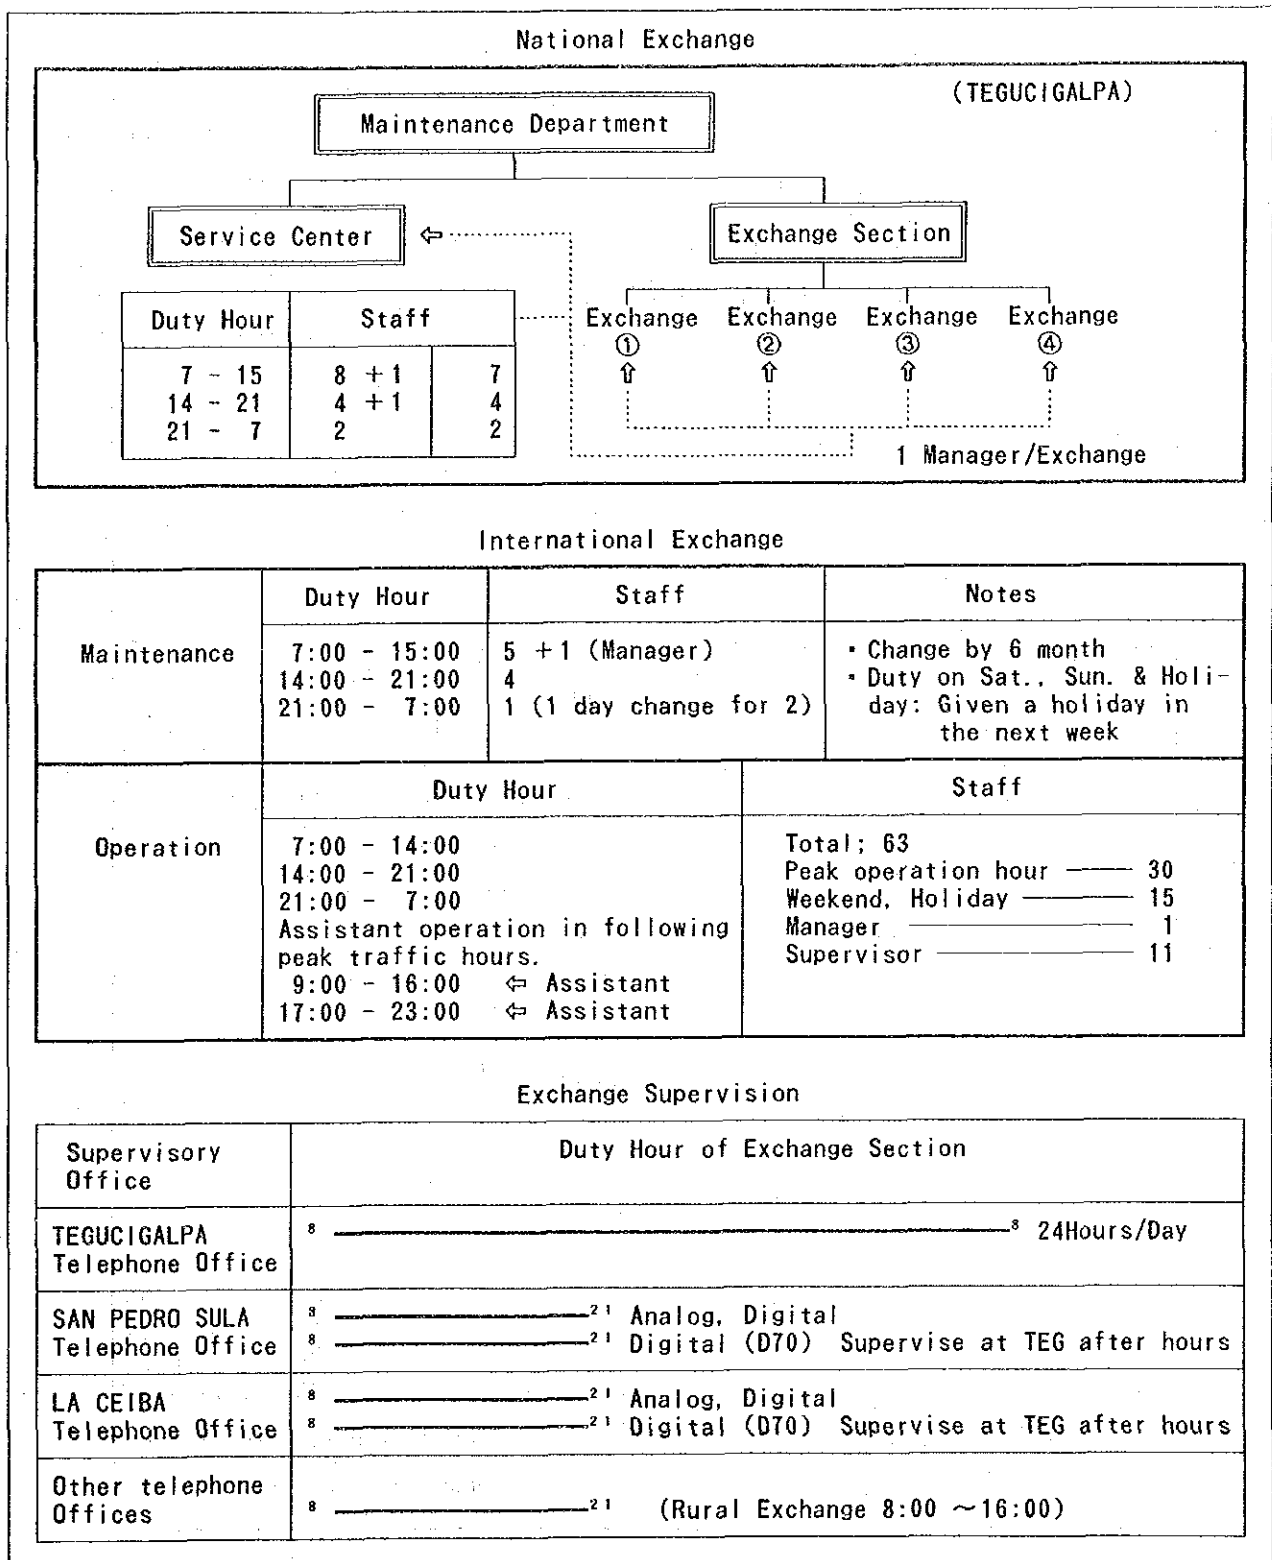 National Exchange
(TEGUCIGALPA)
Maintenance Department
Service Center ⇦
Exchange Section
Duty Hour Staff
7 - 15 8 +1 7
14 - 21 4 +1 4
21 - 7 2 2
Exchange Exchange Exchange Exchange
① ② ③ ④
⇧ ⇧ ⇧ ⇧
1 Manager/Exchange
International Exchange
Duty Hour Staff Notes
Maintenance
7:00 - 15:00 5 +1 (Manager)
14:00 - 21:00 4
21:00 - 7:00 1 (1 day change for 2)
▪ Change by 6 month
▪ Duty on Sat., Sun. & Holi-
day: Given a holiday in
the next week
Duty Hour Staff
Operation
7:00 - 14:00
14:00 - 21:00
21:00 - 7:00
Assistant operation in following
peak traffic hours.
9:00 - 16:00 ⇦ Assistant
17:00 - 23:00 ⇦ Assistant
Total; 63
Peak operation hour —— 30
Weekend, Holiday —— 15
Manager —— 1
Supervisor —— 11
Exchange Supervision
Supervisory
Office
Duty Hour of Exchange Section
TEGUCIGALPA
Telephone Office
8 —— 8 24Hours/Day
SAN PEDRO SULA
Telephone Office
8 —— 21 Analog, Digital
8 —— 21 Digital (D70) Supervise at TEG after hours
LA CEIBA
Telephone Office
8 —— 21 Analog, Digital
8 —— 21 Digital (D70) Supervise at TEG after hours
Other telephone
Offices
8 —— 21 (Rural Exchange 8:00 ~16:00)